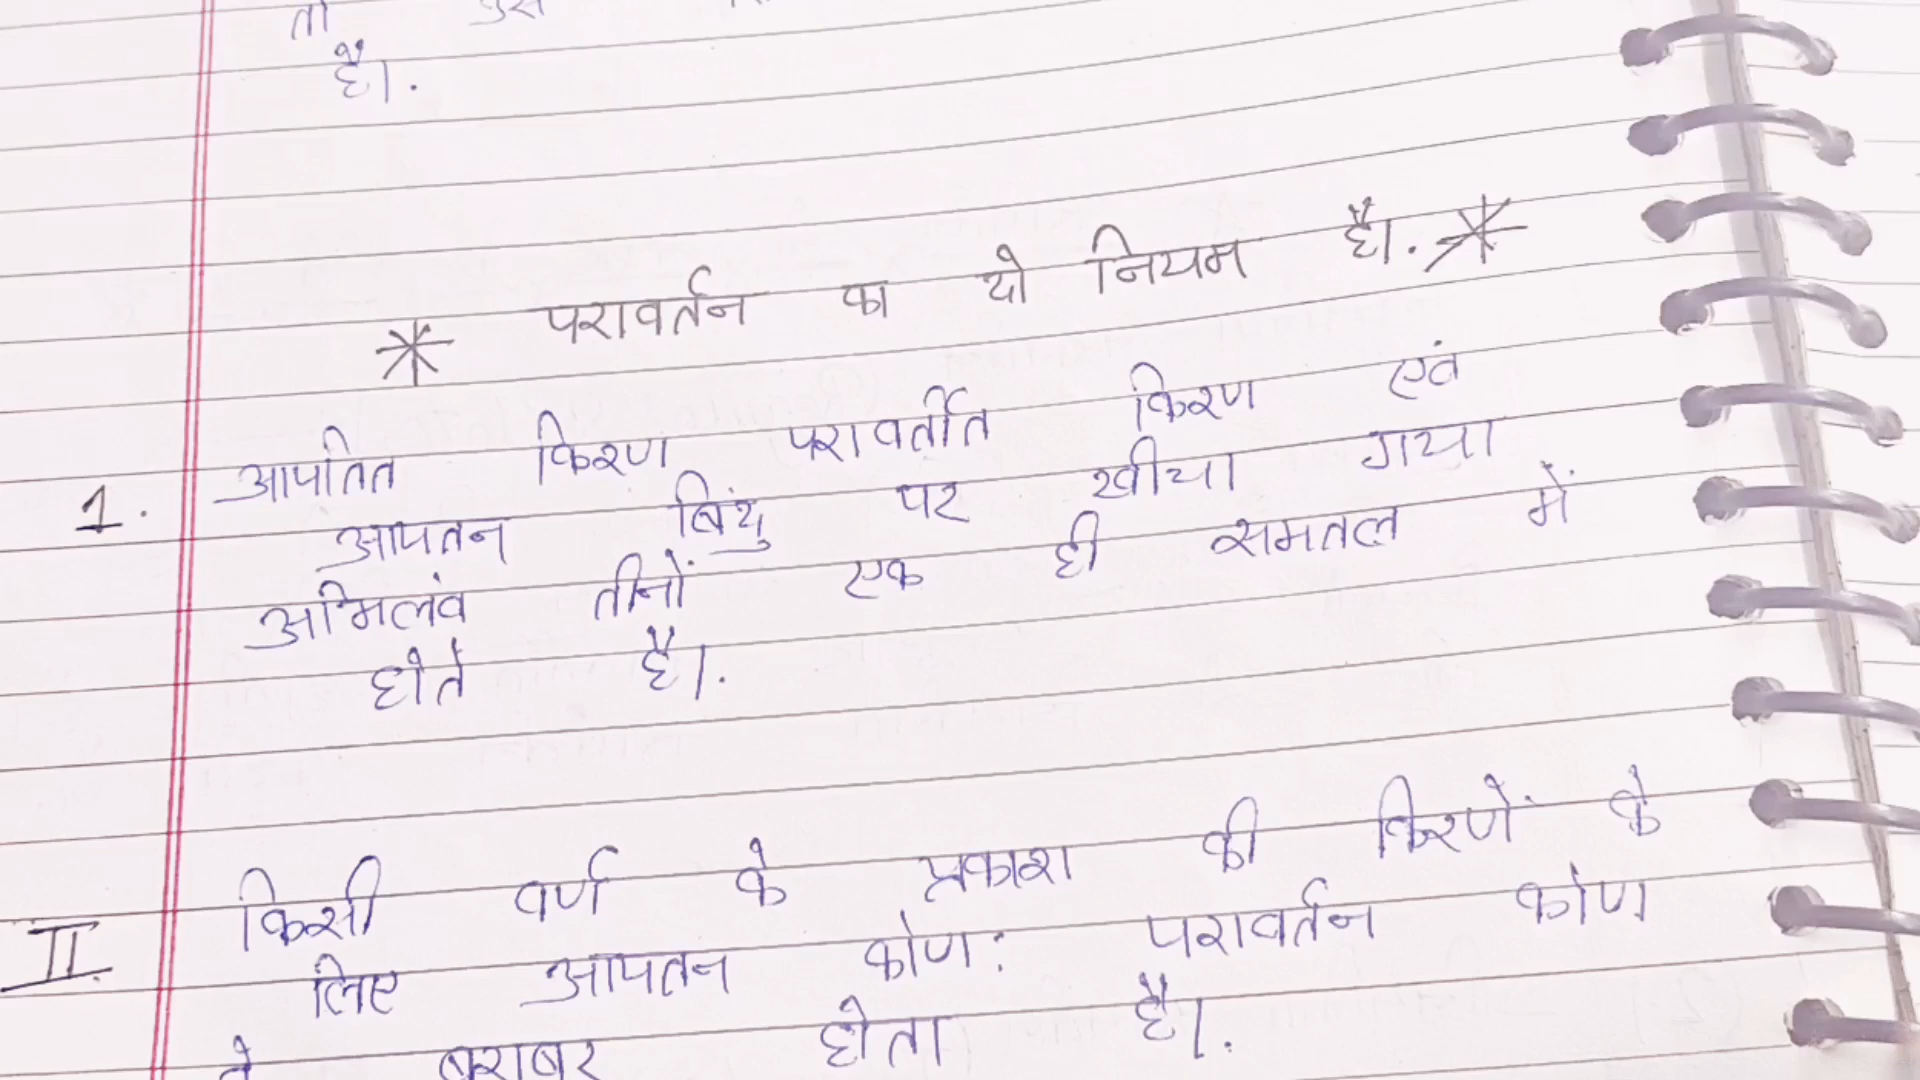 है।.
* परावर्तन का दो नियम है।. *
1. आपतित किरण परावर्तीत किरण एवं
आपतन बिंदु पर खीचा गया
अभिलंव तीनों एक ही समतल में
होते है।.
II. किसी वर्ण के प्रकाश की किरणें के
लिए आपतन कोण: परावर्तन कोण
बराबर होता है।.